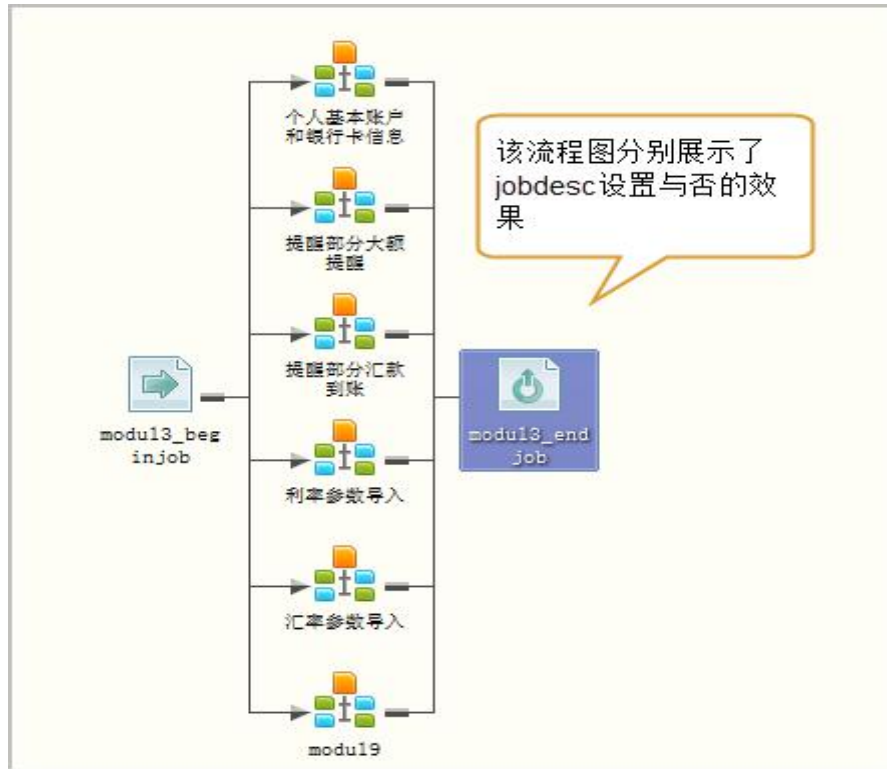 个人基本账户
和银行卡信息
该流程图分别展示了
jobdesc设置与否的效
果
提醒部分大额
提醒
提醒部分汇款
到账
modul3_beg
injob
modul3_end
job
利率参数导入
汇率参数导入
modul9